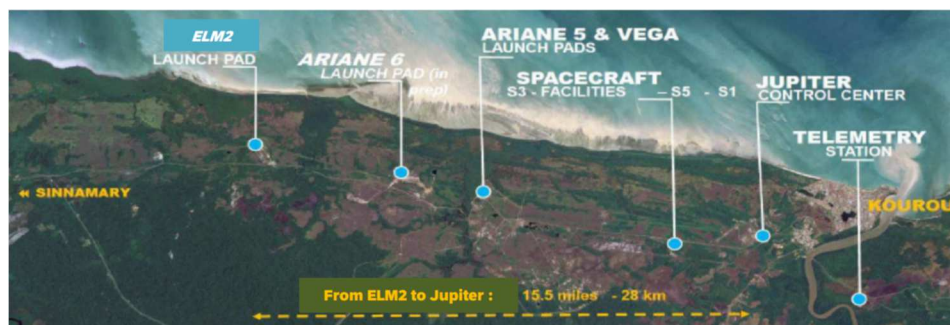 ELM2
LAUNCH PAD
ARIANE 6
LAUNCH PAD (in
prep)
ARIANE 5 & VEGA
LAUNCH PADS
SPACECRAFT
S3 - FACILITIES – S5 - S1
JUPITER
CONTROL CENTER
TELEMETRY
STATION
◄◄ SINNAMARY
KOUROU
From ELM2 to Jupiter : 15.5 miles - 28 km